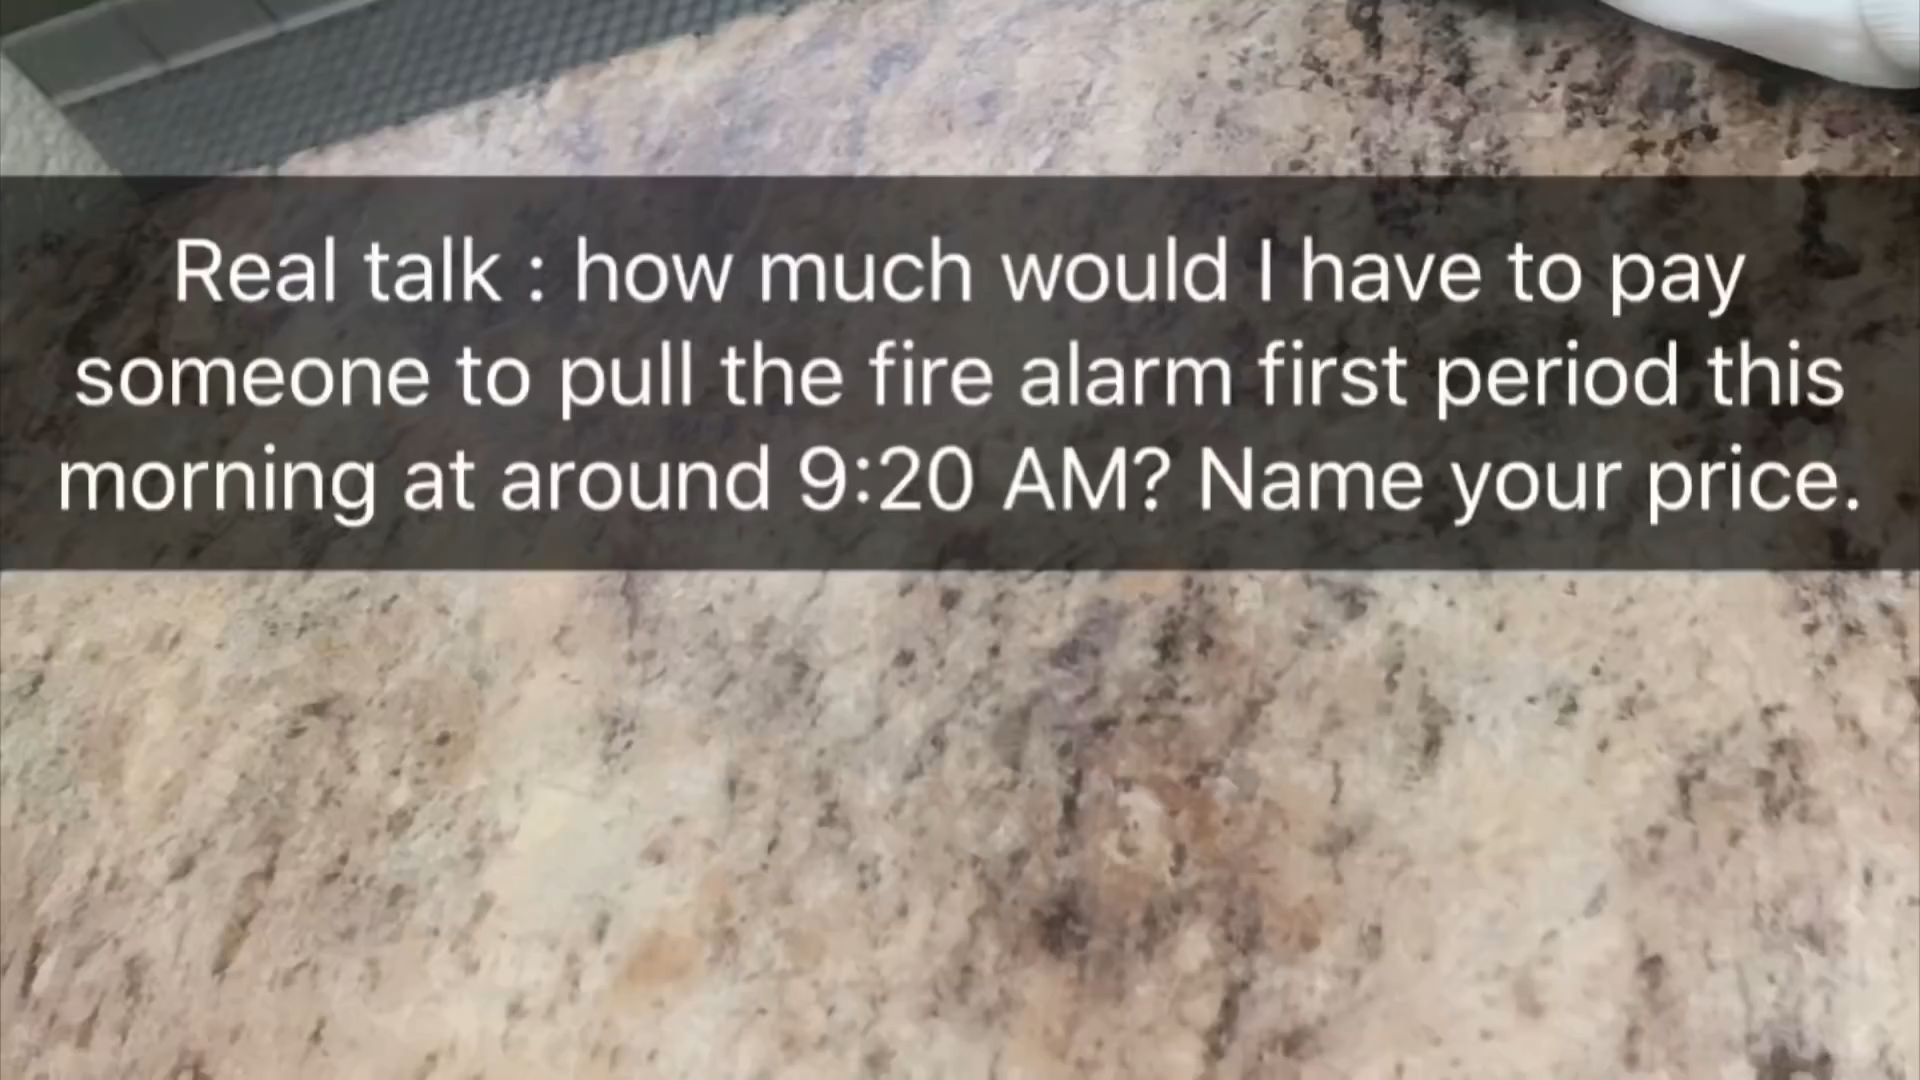 Real talk : how much would I have to pay
someone to pull the fire alarm first period this
morning at around 9:20 AM? Name your price.